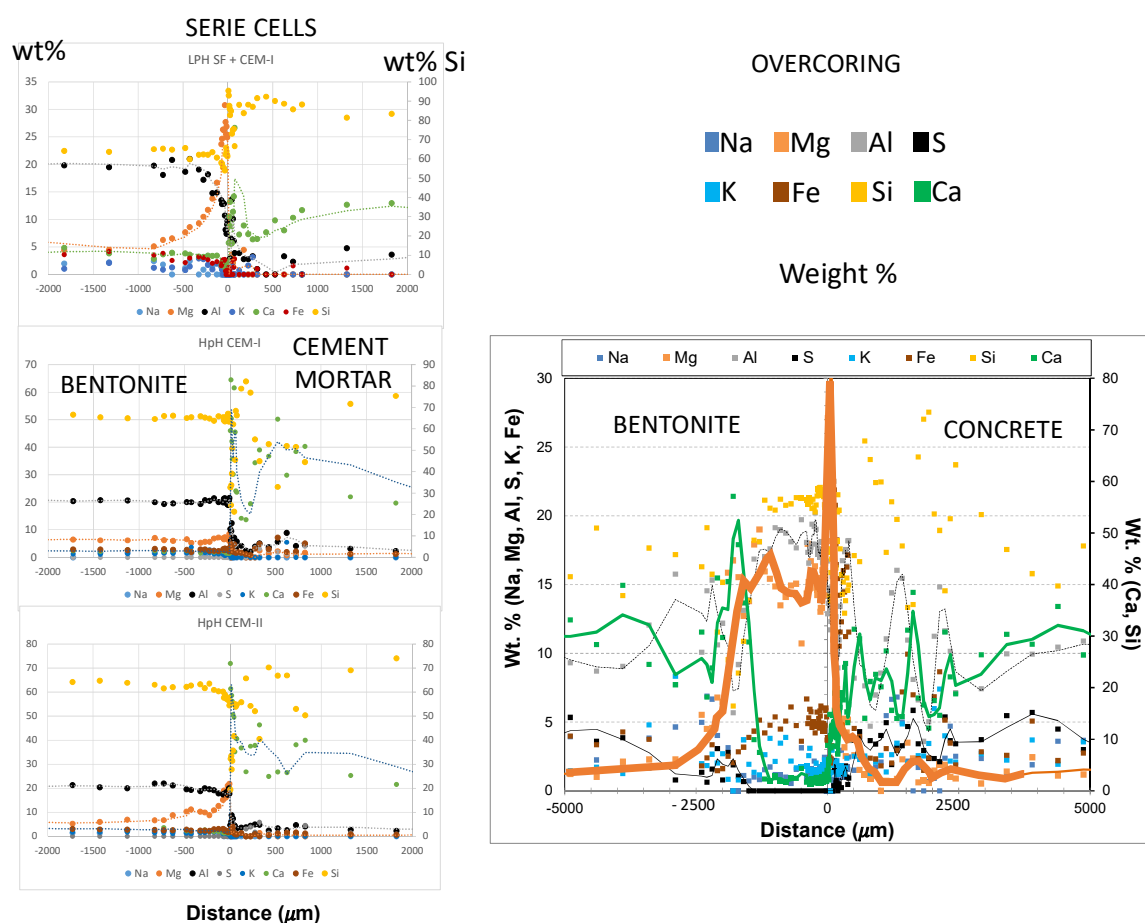 SERIE CELLS
wt%
wt% Si
LPH SF + CEM-I
35
30
25
20
15
10
5
0
100
90
80
70
60
50
40
30
20
10
0
-2000 -1500 -1000 -500 0 500 1000 1500 2000
Na Mg Al K Ca Fe Si
HpH CEM-I
CEMENT
MORTAR
BENTONITE
70
60
50
40
30
20
10
0
90
80
70
60
50
40
30
20
10
0
-2000 -1500 -1000 -500 0 500 1000 1500 2000
Na Mg Al S K Ca Fe Si
HpH CEM-II
80
70
60
50
40
30
20
10
0
80
70
60
50
40
30
20
10
0
-2000 -1500 -1000 -500 0 500 1000 1500 2000
Na Mg Al S K Ca Fe Si
Distance (µm)
OVERCORING
Na Mg Al S
K Fe Si Ca
Weight %
Na Mg Al S K Fe Si Ca
BENTONITE
CONCRETE
Wt. % (Na, Mg, Al, S, K, Fe)
30
25
20
15
10
5
0
Wt. % (Ca, Si)
80
70
60
50
40
30
20
10
0
-5000 -2500 0 2500 5000
Distance (µm)